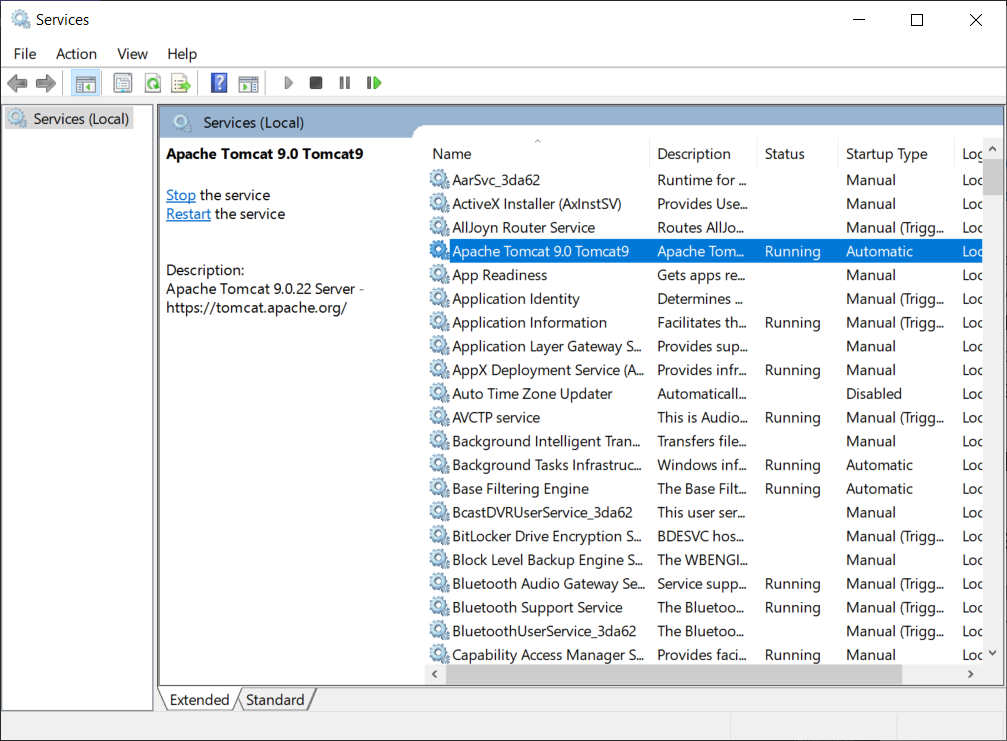 Services
File Action View Help
Services (Local)
Services (Local)
Apache Tomcat 9.0 Tomcat9
Stop the service
Restart the service
Description:
Apache Tomcat 9.0.22 Server -
https://tomcat.apache.org/
Name Description Status Startup Type Log
AarSvc_3da62 Runtime for ... Manual Loc
ActiveX Installer (AxInstSV) Provides Use... Manual Loc
AllJoyn Router Service Routes AllJo... Manual (Trigg... Loc
Apache Tomcat 9.0 Tomcat9 Apache Tom... Running Automatic Loc
App Readiness Gets apps re... Manual Loc
Application Identity Determines ... Manual (Trigg... Loc
Application Information Facilitates th... Running Manual (Trigg... Loc
Application Layer Gateway S... Provides sup... Manual Loc
AppX Deployment Service (A... Provides infr... Running Manual Loc
Auto Time Zone Updater Automaticall... Disabled Loc
AVCTP service This is Audio... Running Manual (Trigg... Loc
Background Intelligent Tran... Transfers file... Manual Loc
Background Tasks Infrastruc... Windows inf... Running Automatic Loc
Base Filtering Engine The Base Filt... Running Automatic Loc
BcastDVRUserService_3da62 This user ser... Manual Loc
BitLocker Drive Encryption S... BDESVC hos... Manual (Trigg... Loc
Block Level Backup Engine S... The WBENGI... Manual Loc
Bluetooth Audio Gateway Se... Service supp... Running Manual (Trigg... Loc
Bluetooth Support Service The Bluetoo... Running Manual (Trigg... Loc
BluetoothUserService_3da62 The Bluetoo... Manual (Trigg... Loc
Capability Access Manager S... Provides faci... Running Manual Loc
Extended Standard